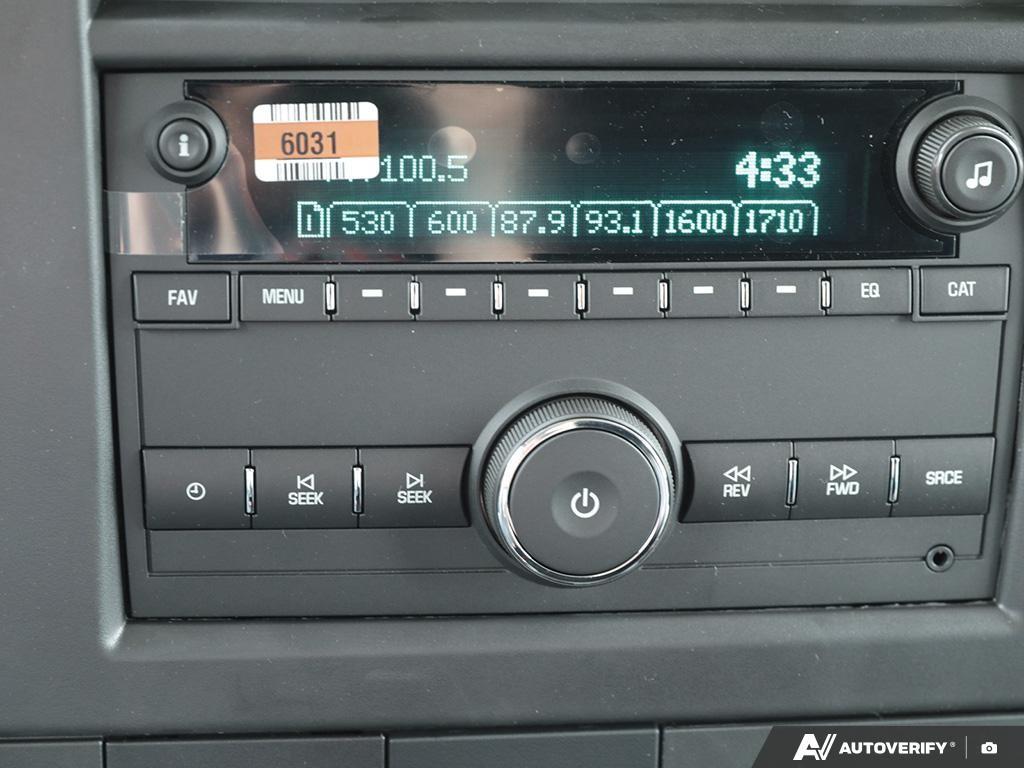 6031
100.5
4:33
1 530 600 87.9 93.1 1600 1710
FAV MENU EQ CAT
SEEK SEEK REV FWD SRCE
AUTOVERIFY®